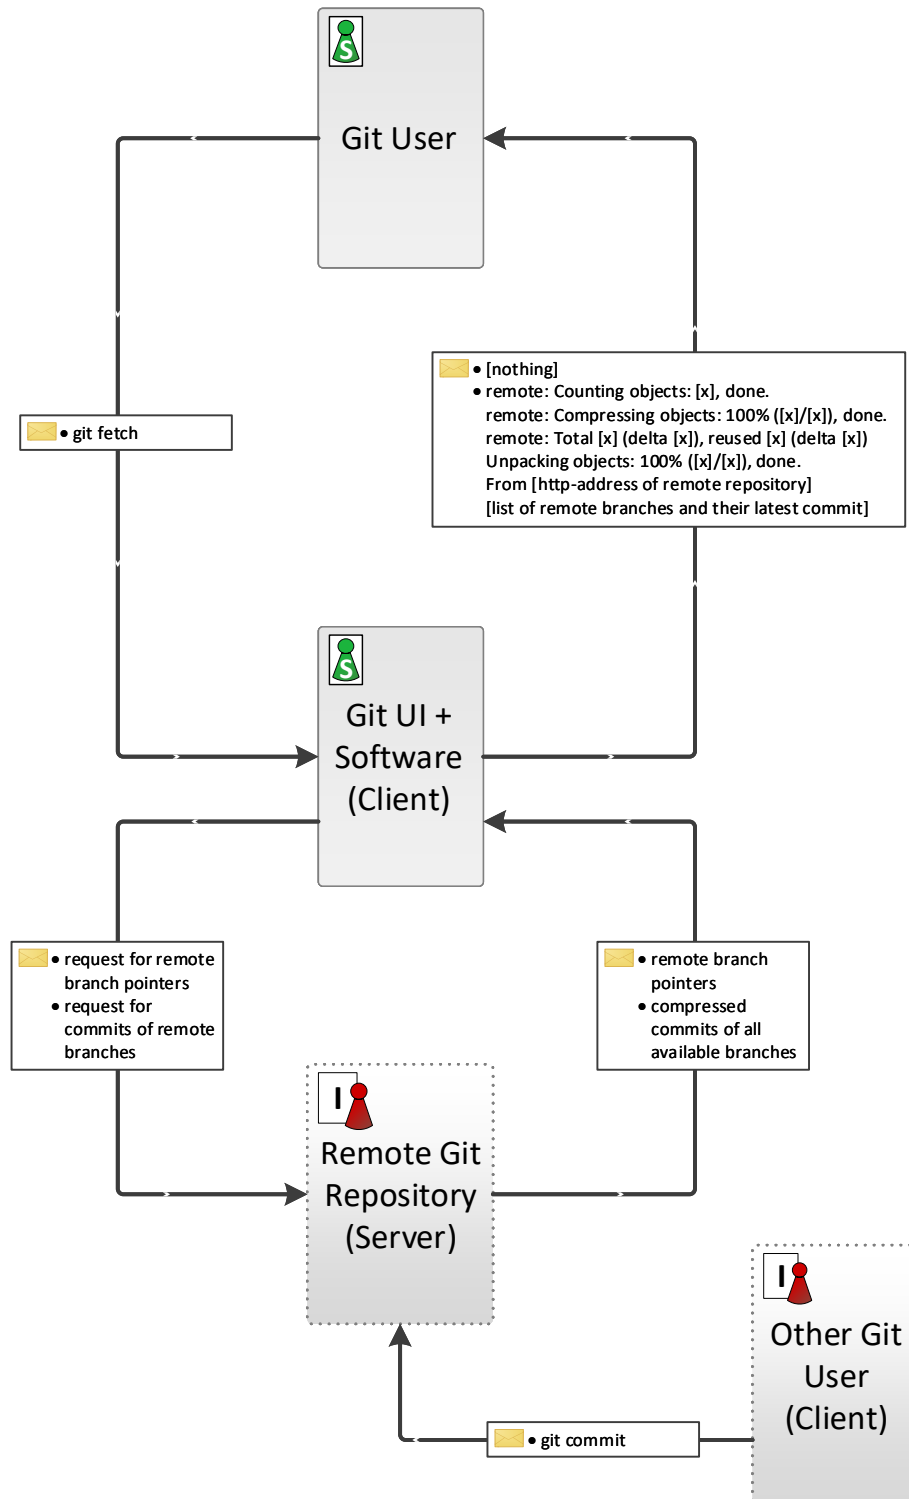 S
Git User
• [nothing]
• remote: Counting objects: [x], done.
remote: Compressing objects: 100% ([x]/[x]), done.
remote: Total [x] (delta [x]), reused [x] (delta [x])
Unpacking objects: 100% ([x]/[x]), done.
From [http-address of remote repository]
[list of remote branches and their latest commit]
• git fetch
S
Git UI +
Software
(Client)
• request for remote
branch pointers
• request for
commits of remote
branches
• remote branch
pointers
• compressed
commits of all
available branches
I
Remote Git
Repository
(Server)
I
Other Git
User
(Client)
• git commit